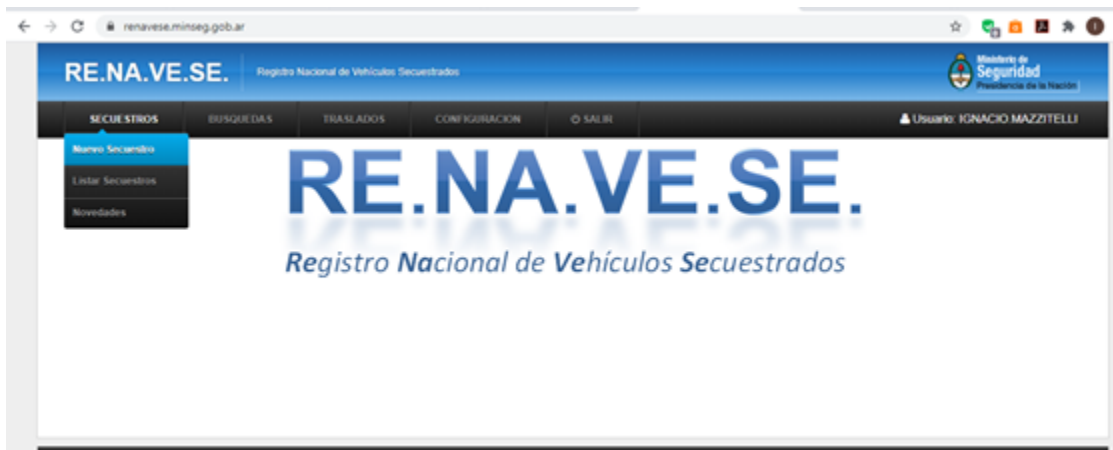 renavese.minseg.gob.ar
RE.NA.VE.SE. Registro Nacional de Vehículos Secuestrados
Ministerio de
Seguridad
Presidencia de la Nación
SECUESTROS BUSQUEDAS TRASLADOS CONFIGURACION SALIR Usuario: IGNACIO MAZZITELLI
Nuevo Secuestro
Listar Secuestros
Novedades
RE.NA.VE.SE.
Registro Nacional de Vehículos Secuestrados